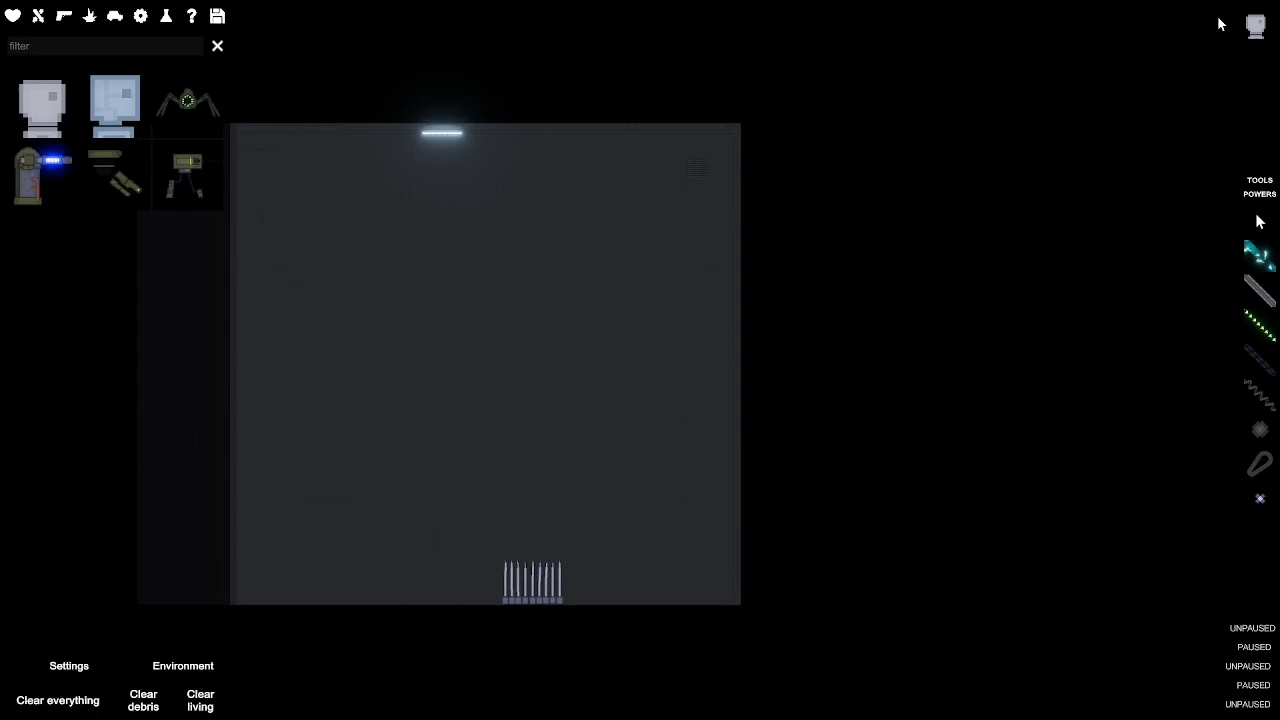 ?
filter
TOOLS
POWERS
UNPAUSED
PAUSED
UNPAUSED
PAUSED
UNPAUSED
Settings
Environment
Clear everything
Clear
debris
Clear
living